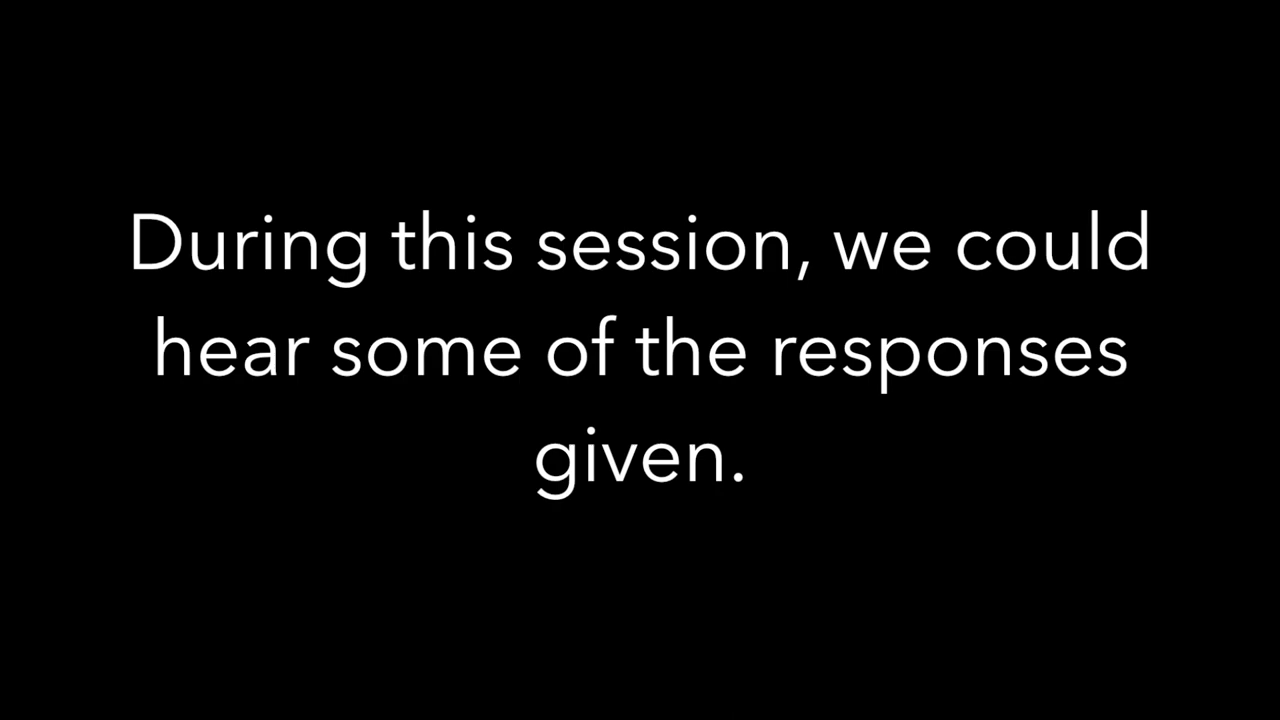 During this session, we could
hear some of the responses
given.